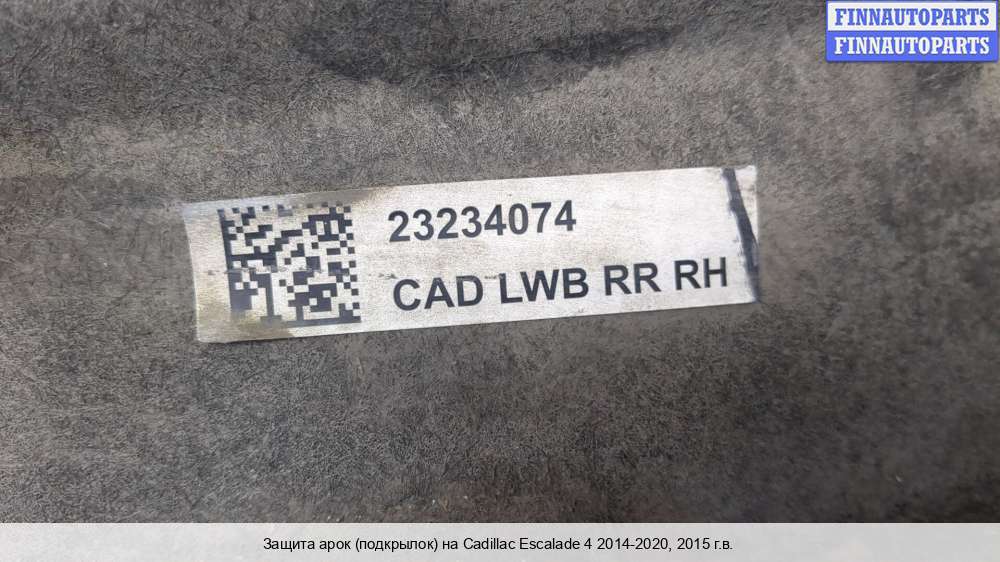 FINNAUTOPARTS
FINNAUTOPARTS
23234074
CAD LWB RR RH
Защита арок (подкрылок) на Cadillac Escalade 4 2014-2020, 2015 г.в.